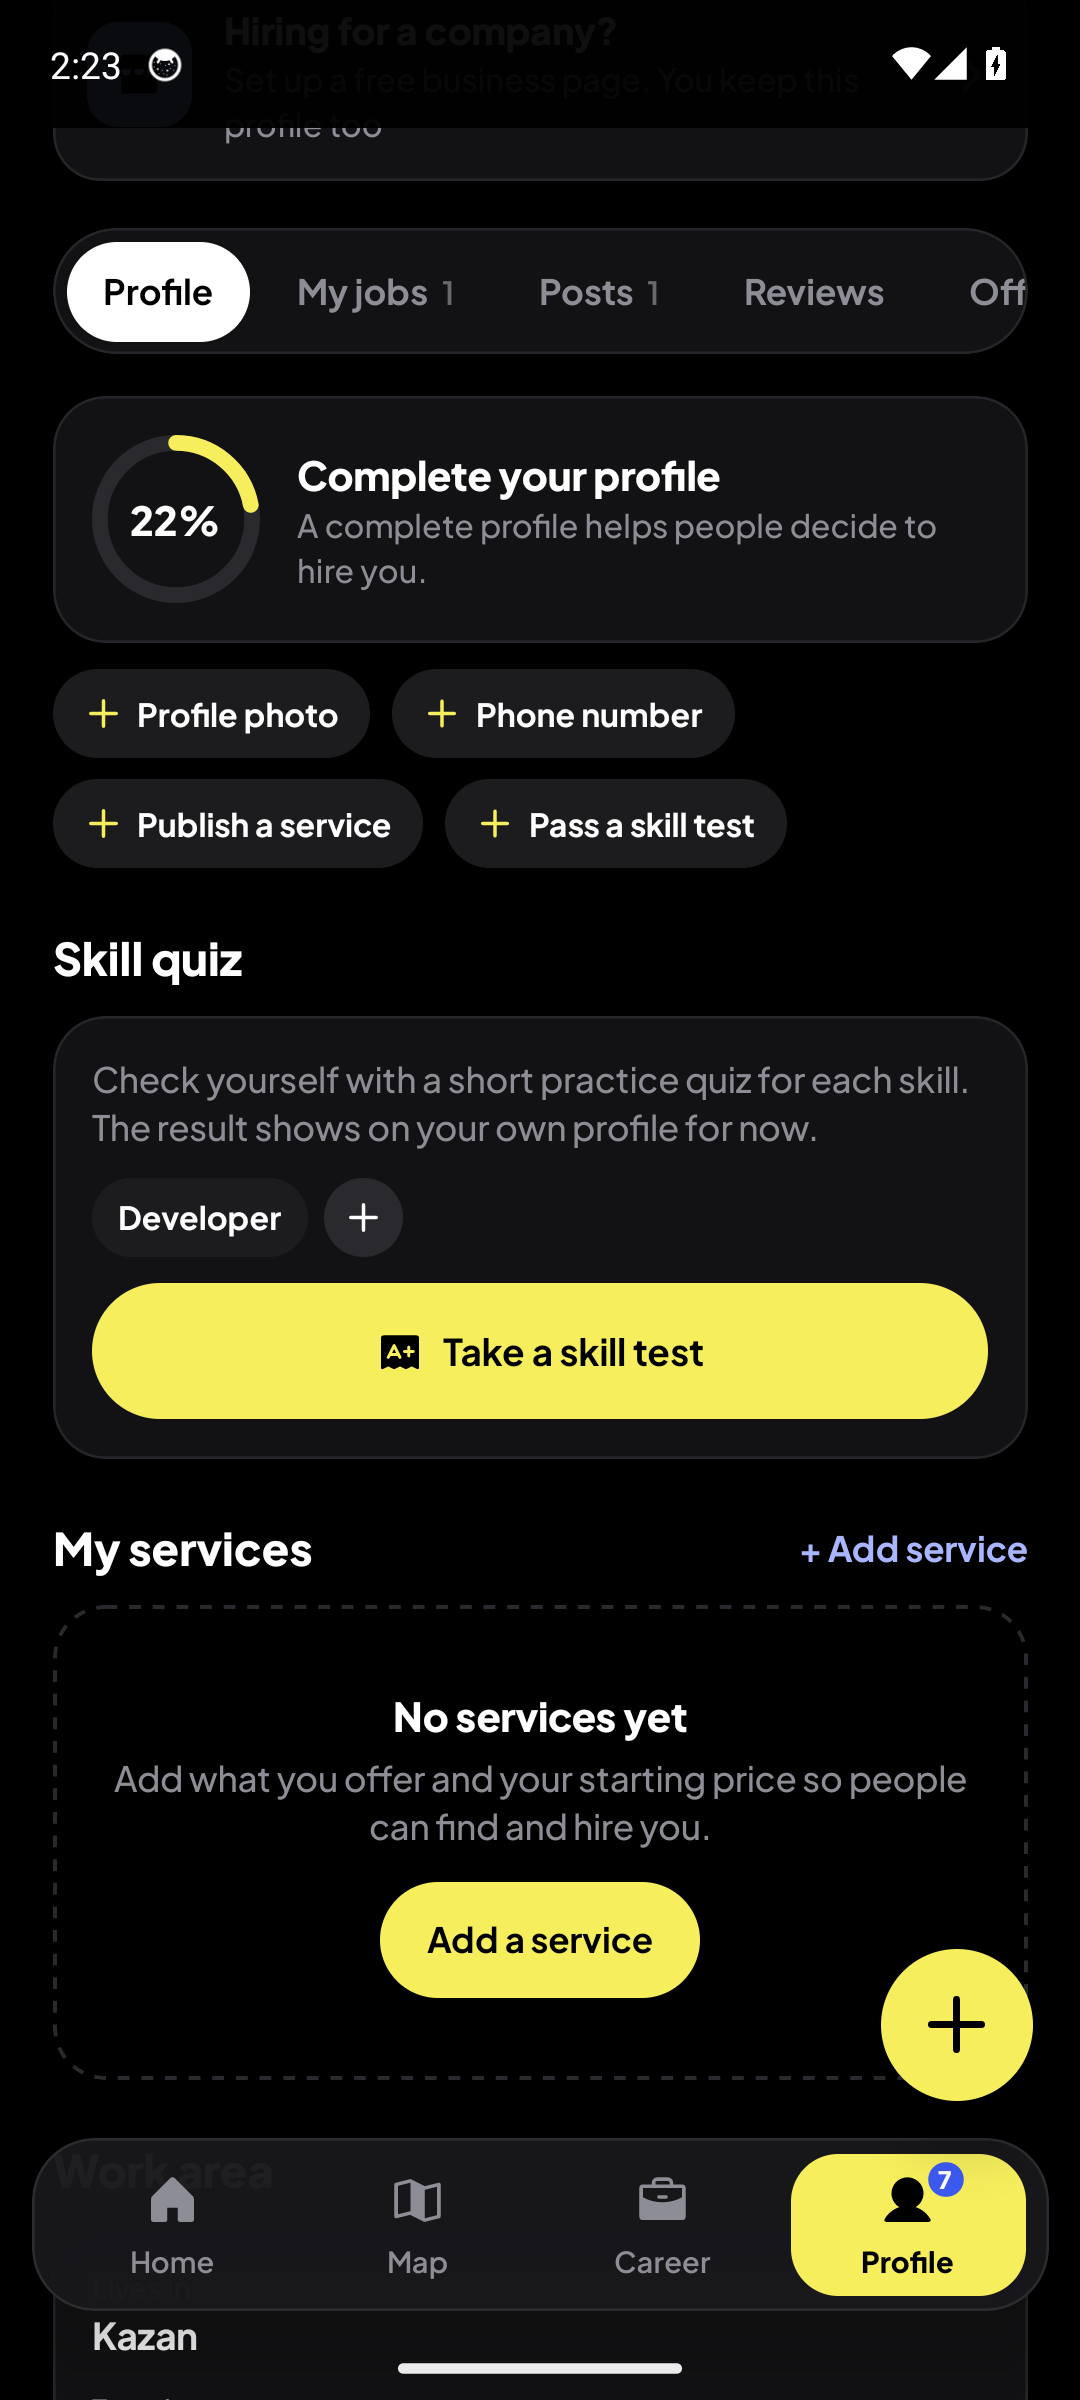 Hiring for a company?
2:23
Set up a free business page. You keep this
profile too
Profile
My jobs 1
Posts 1
Reviews
Off
22%
Complete your profile
A complete profile helps people decide to
hire you.
+ Profile photo
+ Phone number
+ Publish a service
+ Pass a skill test
Skill quiz
Check yourself with a short practice quiz for each skill.
The result shows on your own profile for now.
Developer
+
A+ Take a skill test
My services
+ Add service
No services yet
Add what you offer and your starting price so people
can find and hire you.
Add a service
+
Work area
7
Home
Map
Career
Profile
Lives in
Kazan